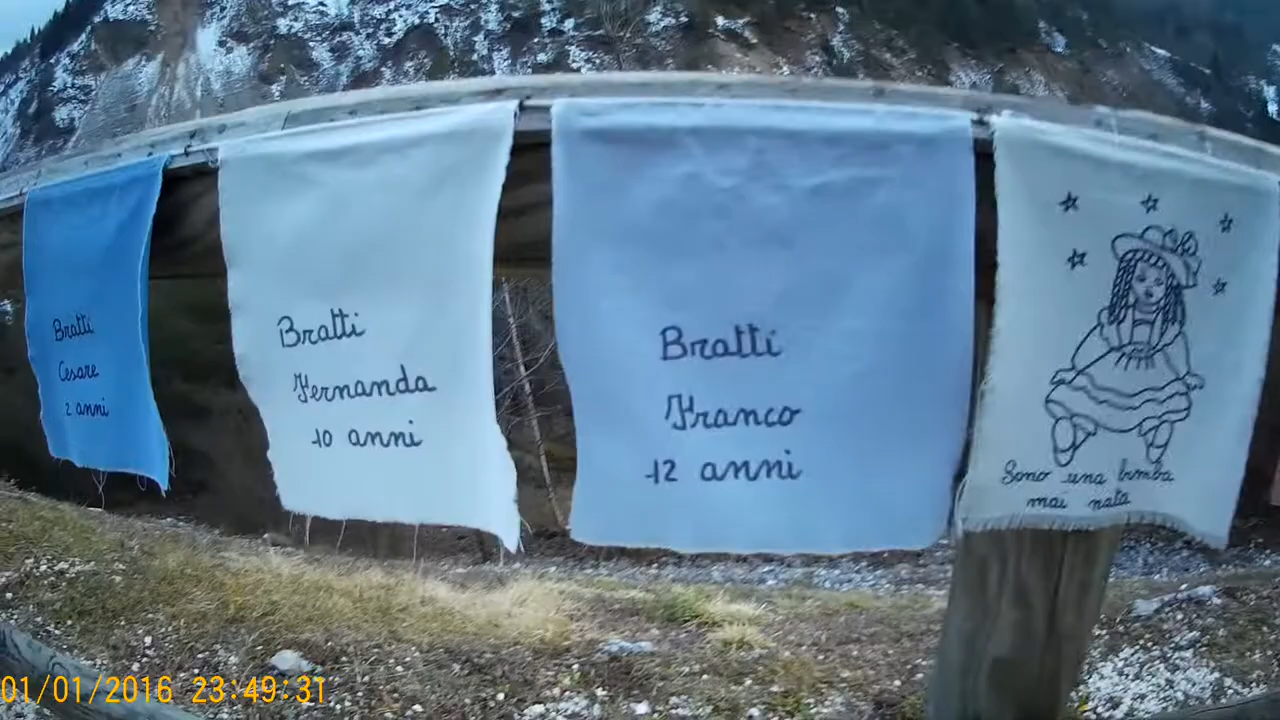 Bratti
Cesare
2 anni
Bratti
Fernanda
10 anni
Bratti
Franco
12 anni
Sono una bimba
mai nata
01/01/2016 23:49:31